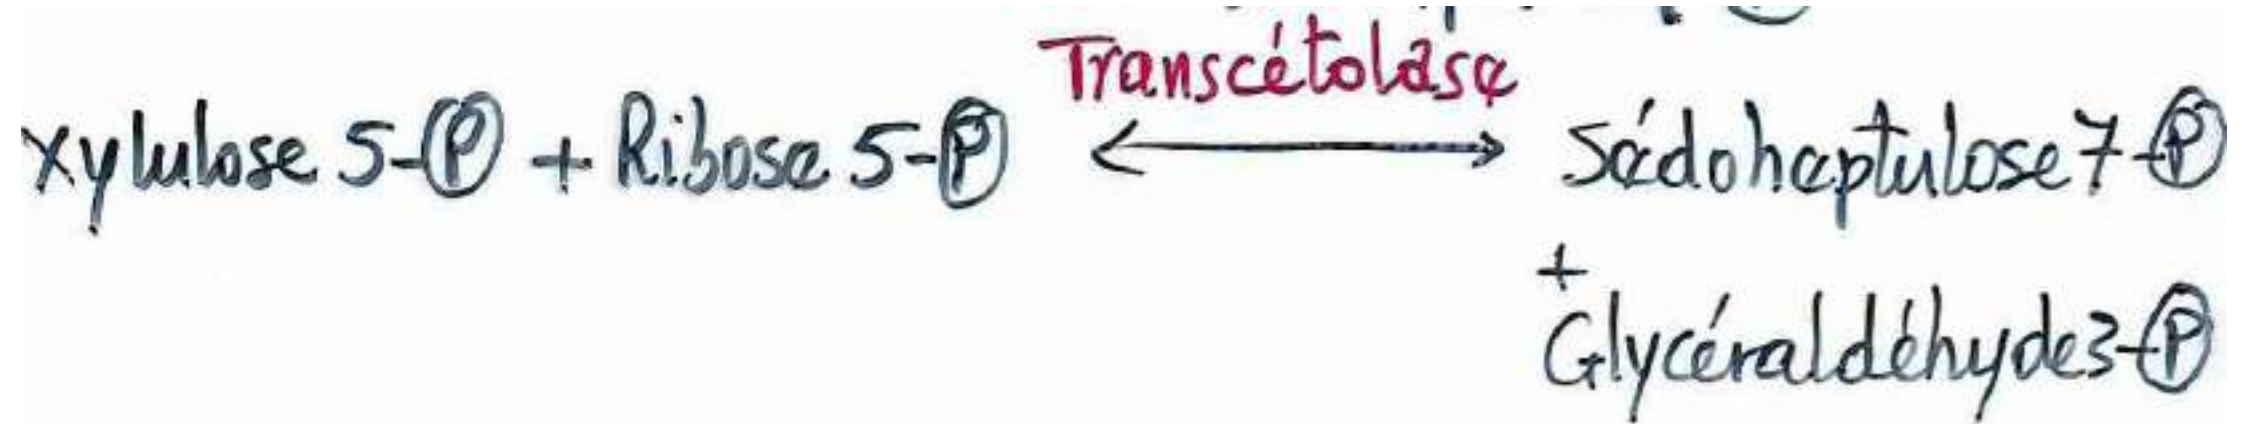 Transcétolase
xylulose 5-Ⓟ + Ribose 5-Ⓟ ⟷ Sédoheptulose 7-Ⓟ
+
Glycéraldéhyde 3-Ⓟ